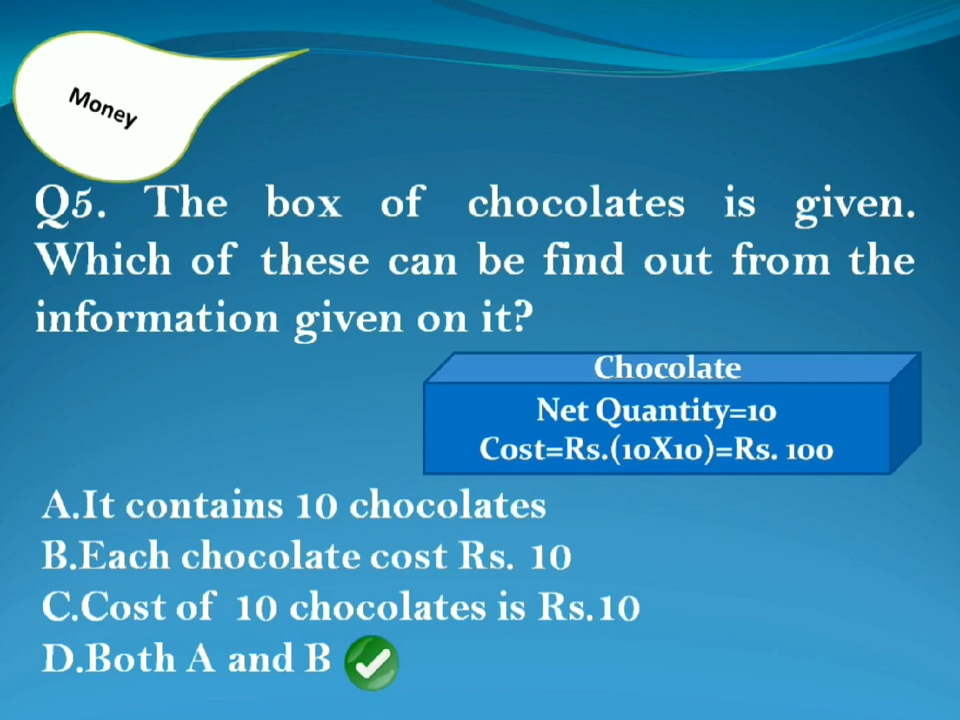 Money
Q5. The box of chocolates is given.
Which of these can be find out from the
information given on it?
Chocolate
Net Quantity=10
Cost=Rs.(10X10)=Rs. 100
A.It contains 10 chocolates
B.Each chocolate cost Rs. 10
C.Cost of 10 chocolates is Rs.10
D.Both A and B